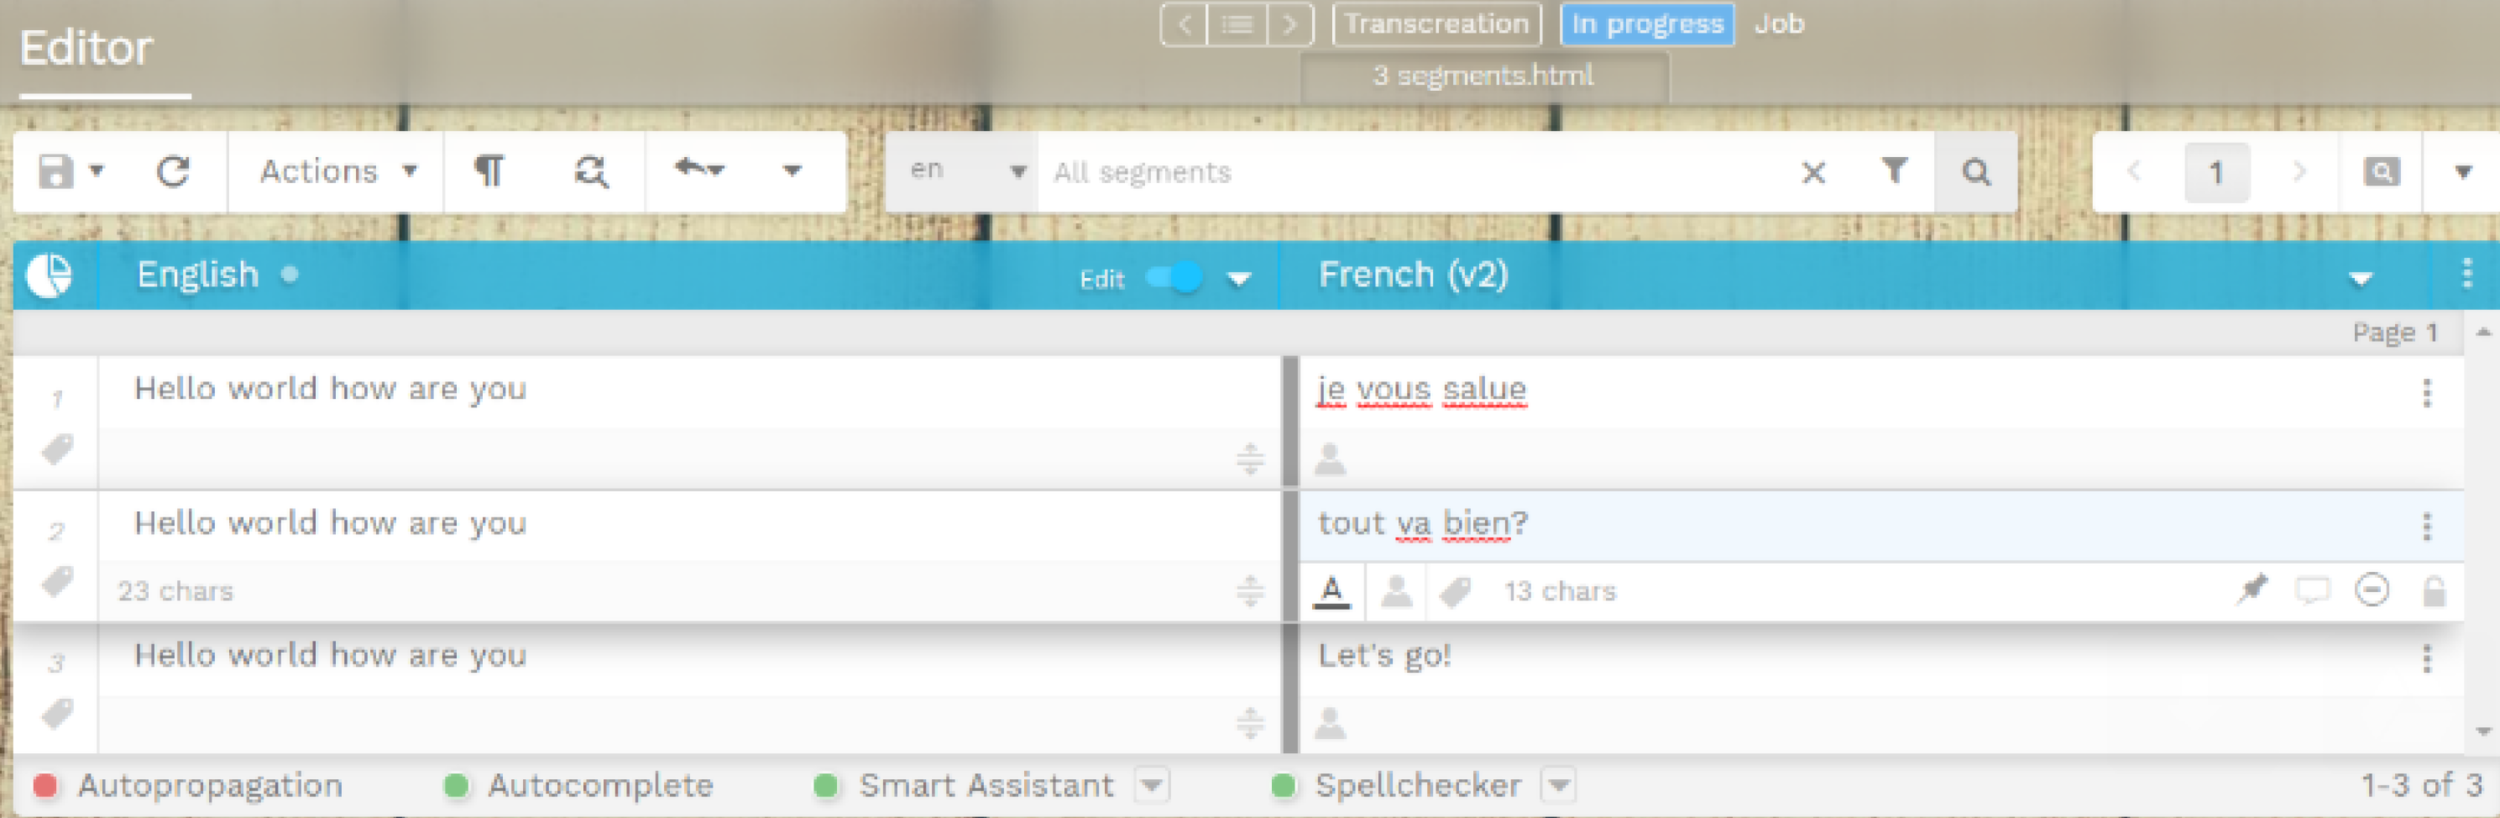 Editor
Transcreation In progress Job
3 segments.html
Actions ¶ en All segments 1
English Edit French (v2)
Page 1
1 Hello world how are you je vous salue
2 Hello world how are you tout va bien?
23 chars A 13 chars
3 Hello world how are you Let's go!
Autopropagation Autocomplete Smart Assistant Spellchecker 1-3 of 3